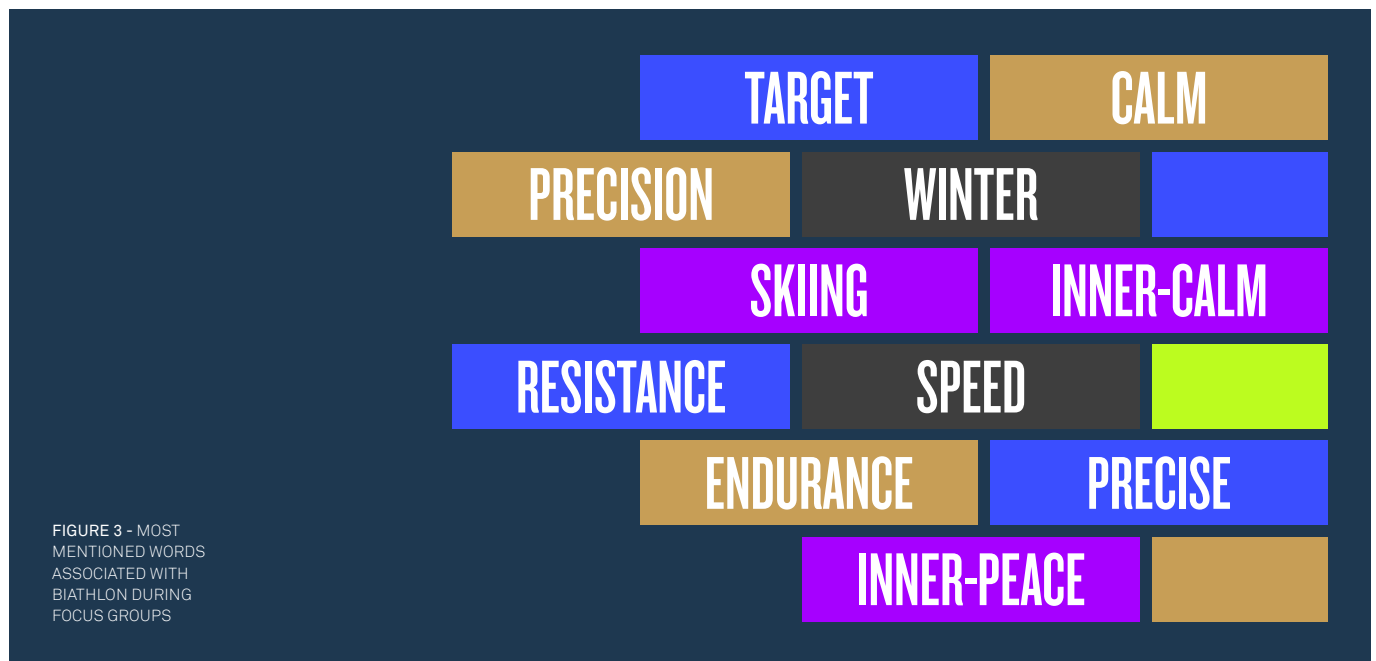 TARGET CALM
PRECISION WINTER
SKIING INNER-CALM
RESISTANCE SPEED
ENDURANCE PRECISE
INNER-PEACE
FIGURE 3 - MOST
MENTIONED WORDS
ASSOCIATED WITH
BIATHLON DURING
FOCUS GROUPS